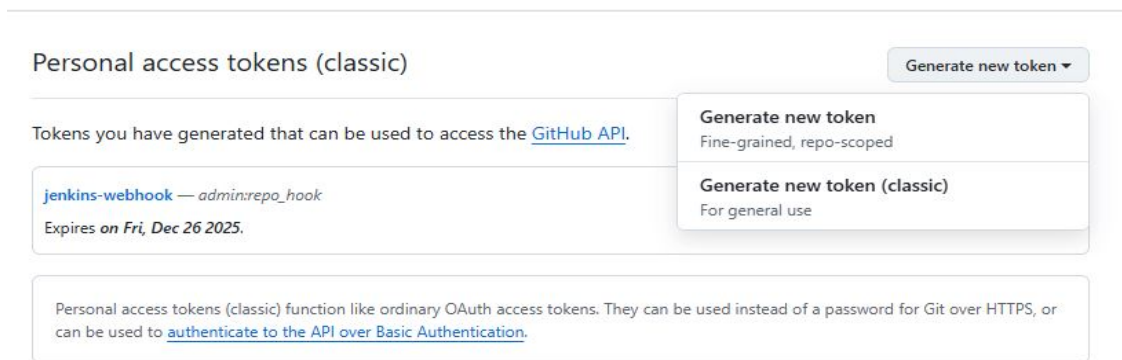 Personal access tokens (classic)
Generate new token
Generate new token
Fine-grained, repo-scoped
Generate new token (classic)
For general use
Tokens you have generated that can be used to access the GitHub API.
jenkins-webhook — admin:repo_hook
Expires on Fri, Dec 26 2025.
Personal access tokens (classic) function like ordinary OAuth access tokens. They can be used instead of a password for Git over HTTPS, or
can be used to authenticate to the API over Basic Authentication.